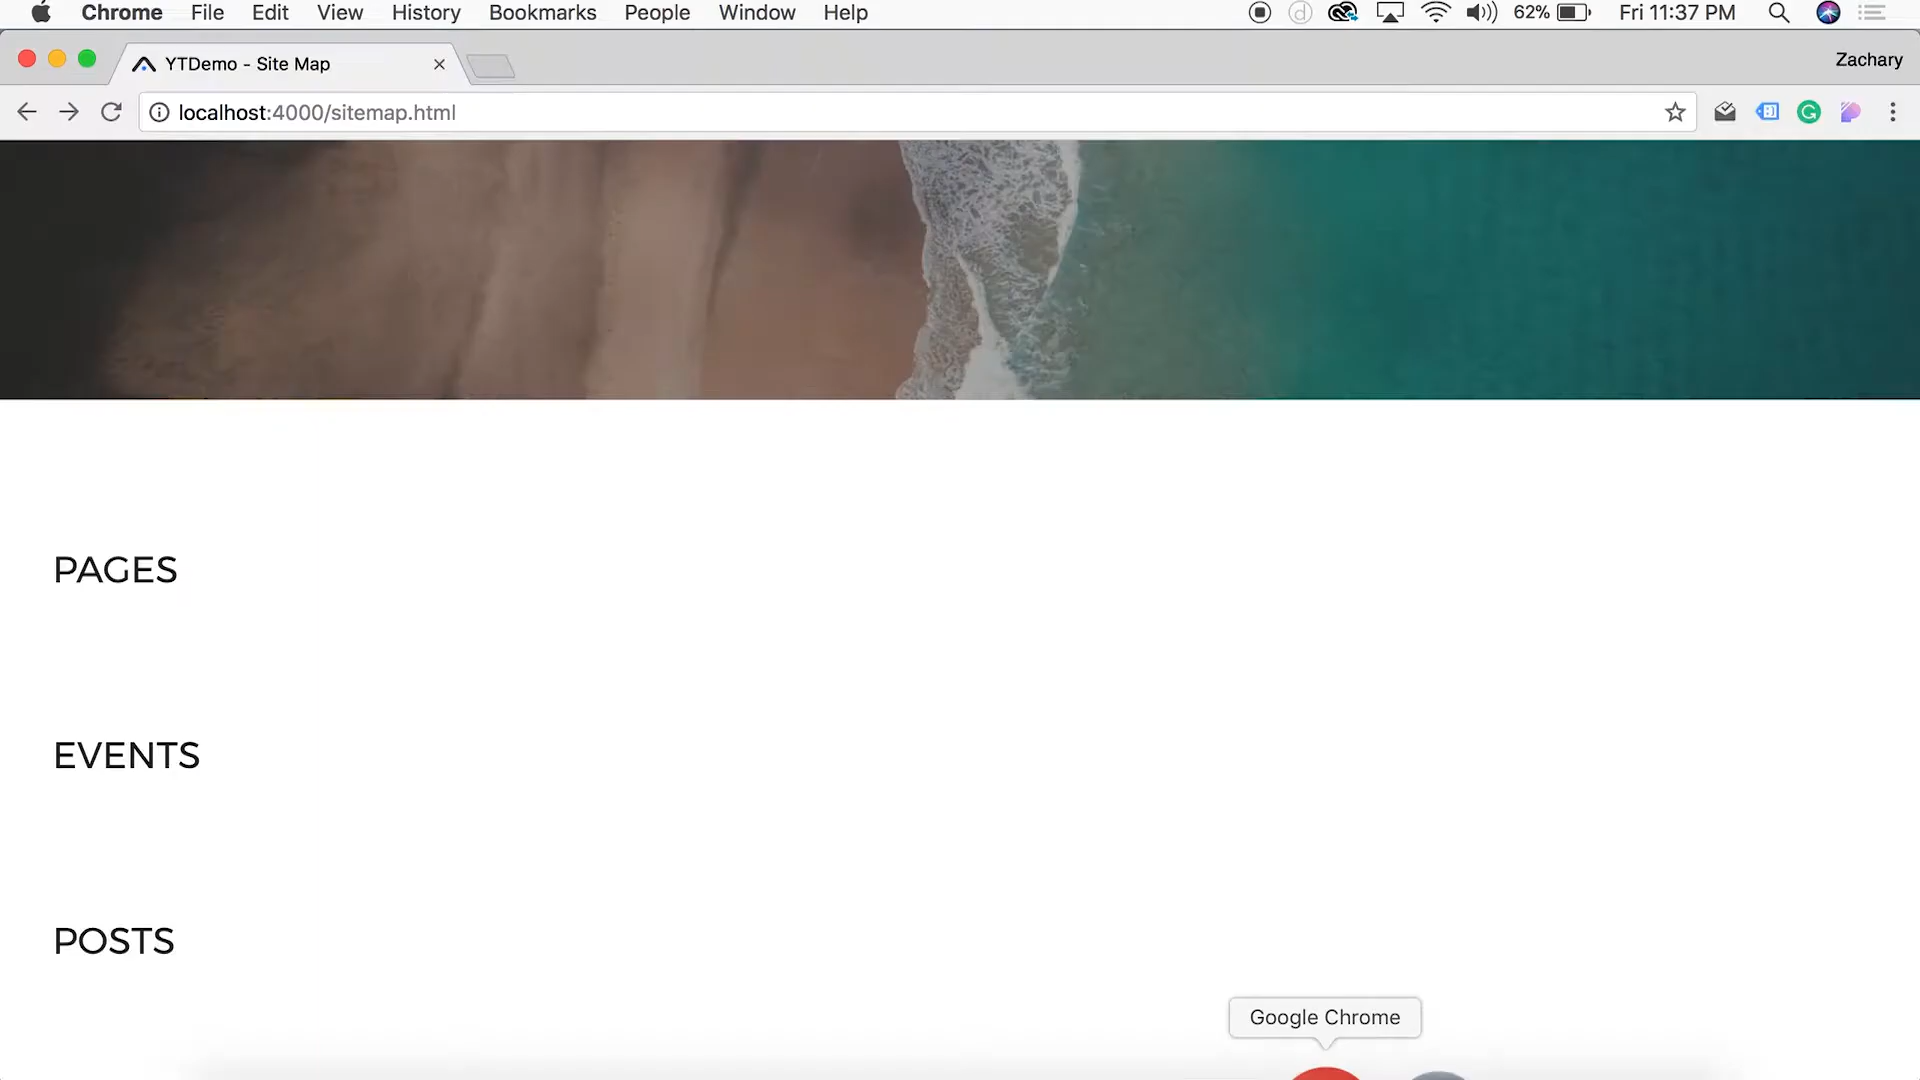 Chrome File Edit View History Bookmarks People Window Help 62% Fri 11:37 PM
YTDemo - Site Map
Zachary
localhost:4000/sitemap.html
PAGES
EVENTS
POSTS
Google Chrome